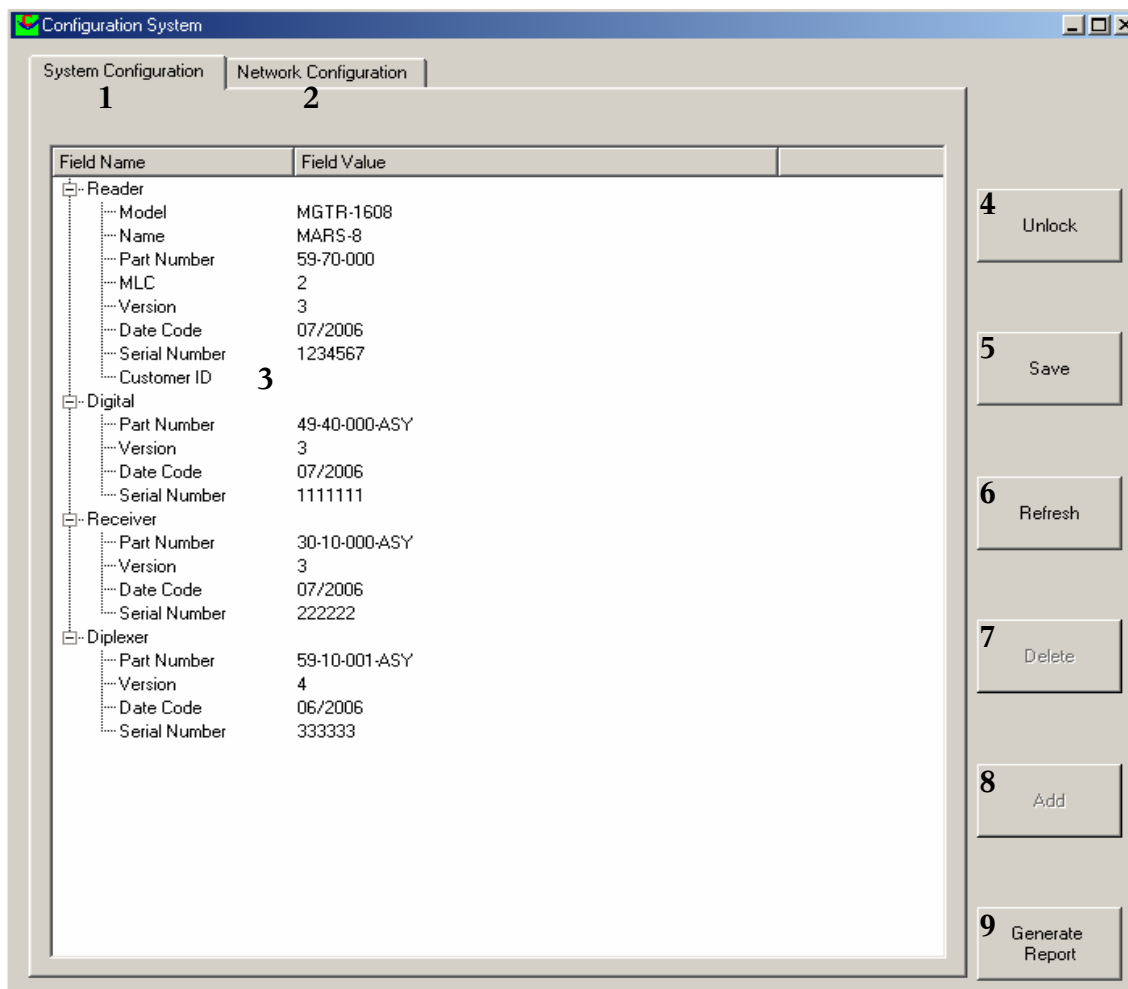 Configuration System
System Configuration Network Configuration
1 2
Field Name Field Value
Reader
Model MGTR-1608
Name MARS-8
Part Number 59-70-000
MLC 2
Version 3
Date Code 07/2006
Serial Number 1234567
Customer ID 3
Digital
Part Number 49-40-000-ASY
Version 3
Date Code 07/2006
Serial Number 1111111
Receiver
Part Number 30-10-000-ASY
Version 3
Date Code 07/2006
Serial Number 222222
Diplexer
Part Number 59-10-001-ASY
Version 4
Date Code 06/2006
Serial Number 333333
4 Unlock
5 Save
6 Refresh
7 Delete
8 Add
9 Generate
Report